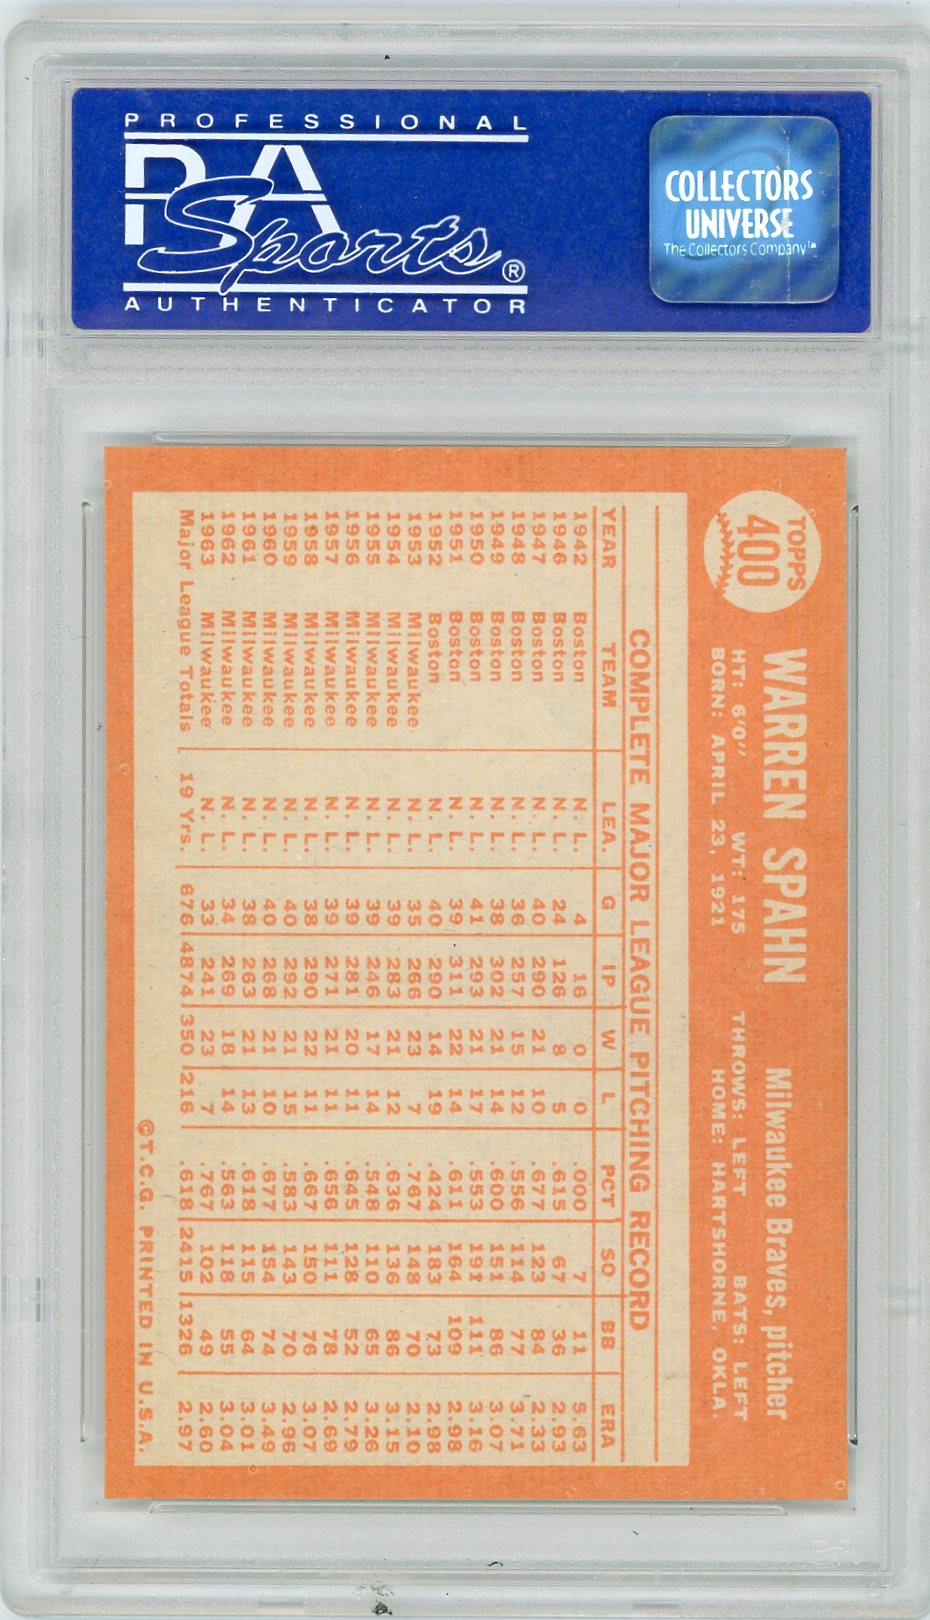 PROFESSIONAL
PSA
Sports®
AUTHENTICATOR
COLLECTORS
UNIVERSE
The Collectors Company™
TOPPS
400
WARREN SPAHN Milwaukee Braves, pitcher
HT: 6'0" WT: 175 THROWS: LEFT BATS: LEFT
BORN: APRIL 23, 1921 HOME: HARTSHORNE, OKLA.
COMPLETE MAJOR LEAGUE PITCHING RECORD
YEAR TEAM LEA G IP W L PCT SO BB ERA
1942 Boston N. L. 4 16 0 0 .000 7 11 5.63
1946 Boston N. L. 24 126 8 5 .615 67 36 2.93
1947 Boston N. L. 40 290 21 10 .677 123 84 2.33
1948 Boston N. L. 36 257 15 12 .556 114 77 3.71
1949 Boston N. L. 38 302 21 14 .600 151 86 3.07
1950 Boston N. L. 41 293 21 17 .553 191 111 3.16
1951 Boston N. L. 39 311 22 14 .611 164 109 2.98
1952 Boston N. L. 40 290 14 19 .424 183 73 2.98
1953 Milwaukee N. L. 35 266 23 7 .767 148 70 2.10
1954 Milwaukee N. L. 39 283 21 12 .636 136 86 3.15
1955 Milwaukee N. L. 39 246 17 14 .548 110 65 3.26
1956 Milwaukee N. L. 39 281 20 11 .645 128 52 2.79
1957 Milwaukee N. L. 39 271 21 11 .656 111 78 2.69
1958 Milwaukee N. L. 38 290 22 11 .667 150 76 3.07
1959 Milwaukee N. L. 40 292 21 15 .583 143 70 2.96
1960 Milwaukee N. L. 40 268 21 10 .677 154 74 3.49
1961 Milwaukee N. L. 38 263 21 13 .618 115 64 3.01
1962 Milwaukee N. L. 34 269 18 14 .563 118 55 3.04
1963 Milwaukee N. L. 33 241 23 7 .767 102 49 2.60
Major League Totals 19 Yrs. 676 4874 350 216 .618 2415 1326 2.97
©T.C.G. PRINTED IN U.S.A.